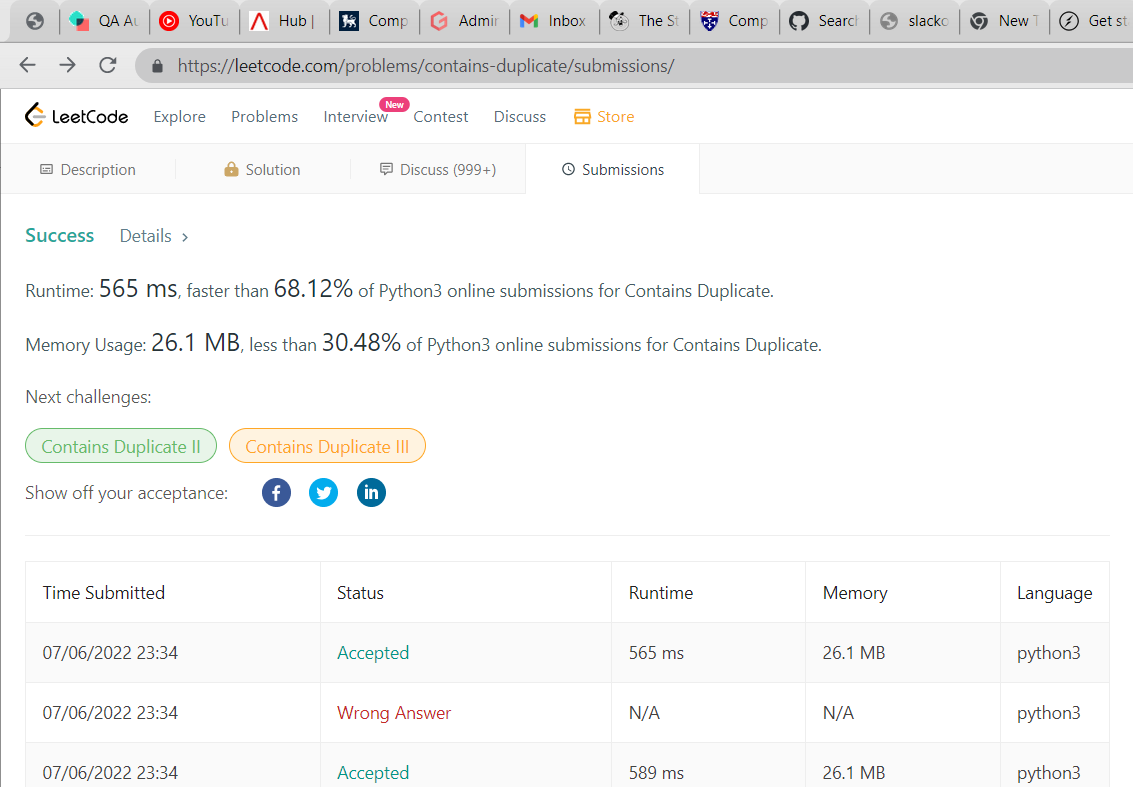 QA Au YouTu Hub | Comp Admir Inbox The St Comp Search slacko New T Get st
https://leetcode.com/problems/contains-duplicate/submissions/
LeetCode Explore Problems Interview New Contest Discuss Store
Description Solution Discuss (999+) Submissions
Success Details >
Runtime: 565 ms, faster than 68.12% of Python3 online submissions for Contains Duplicate.
Memory Usage: 26.1 MB, less than 30.48% of Python3 online submissions for Contains Duplicate.
Next challenges:
Contains Duplicate II Contains Duplicate III
Show off your acceptance:
Time Submitted Status Runtime Memory Language
07/06/2022 23:34 Accepted 565 ms 26.1 MB python3
07/06/2022 23:34 Wrong Answer N/A N/A python3
07/06/2022 23:34 Accepted 589 ms 26.1 MB python3